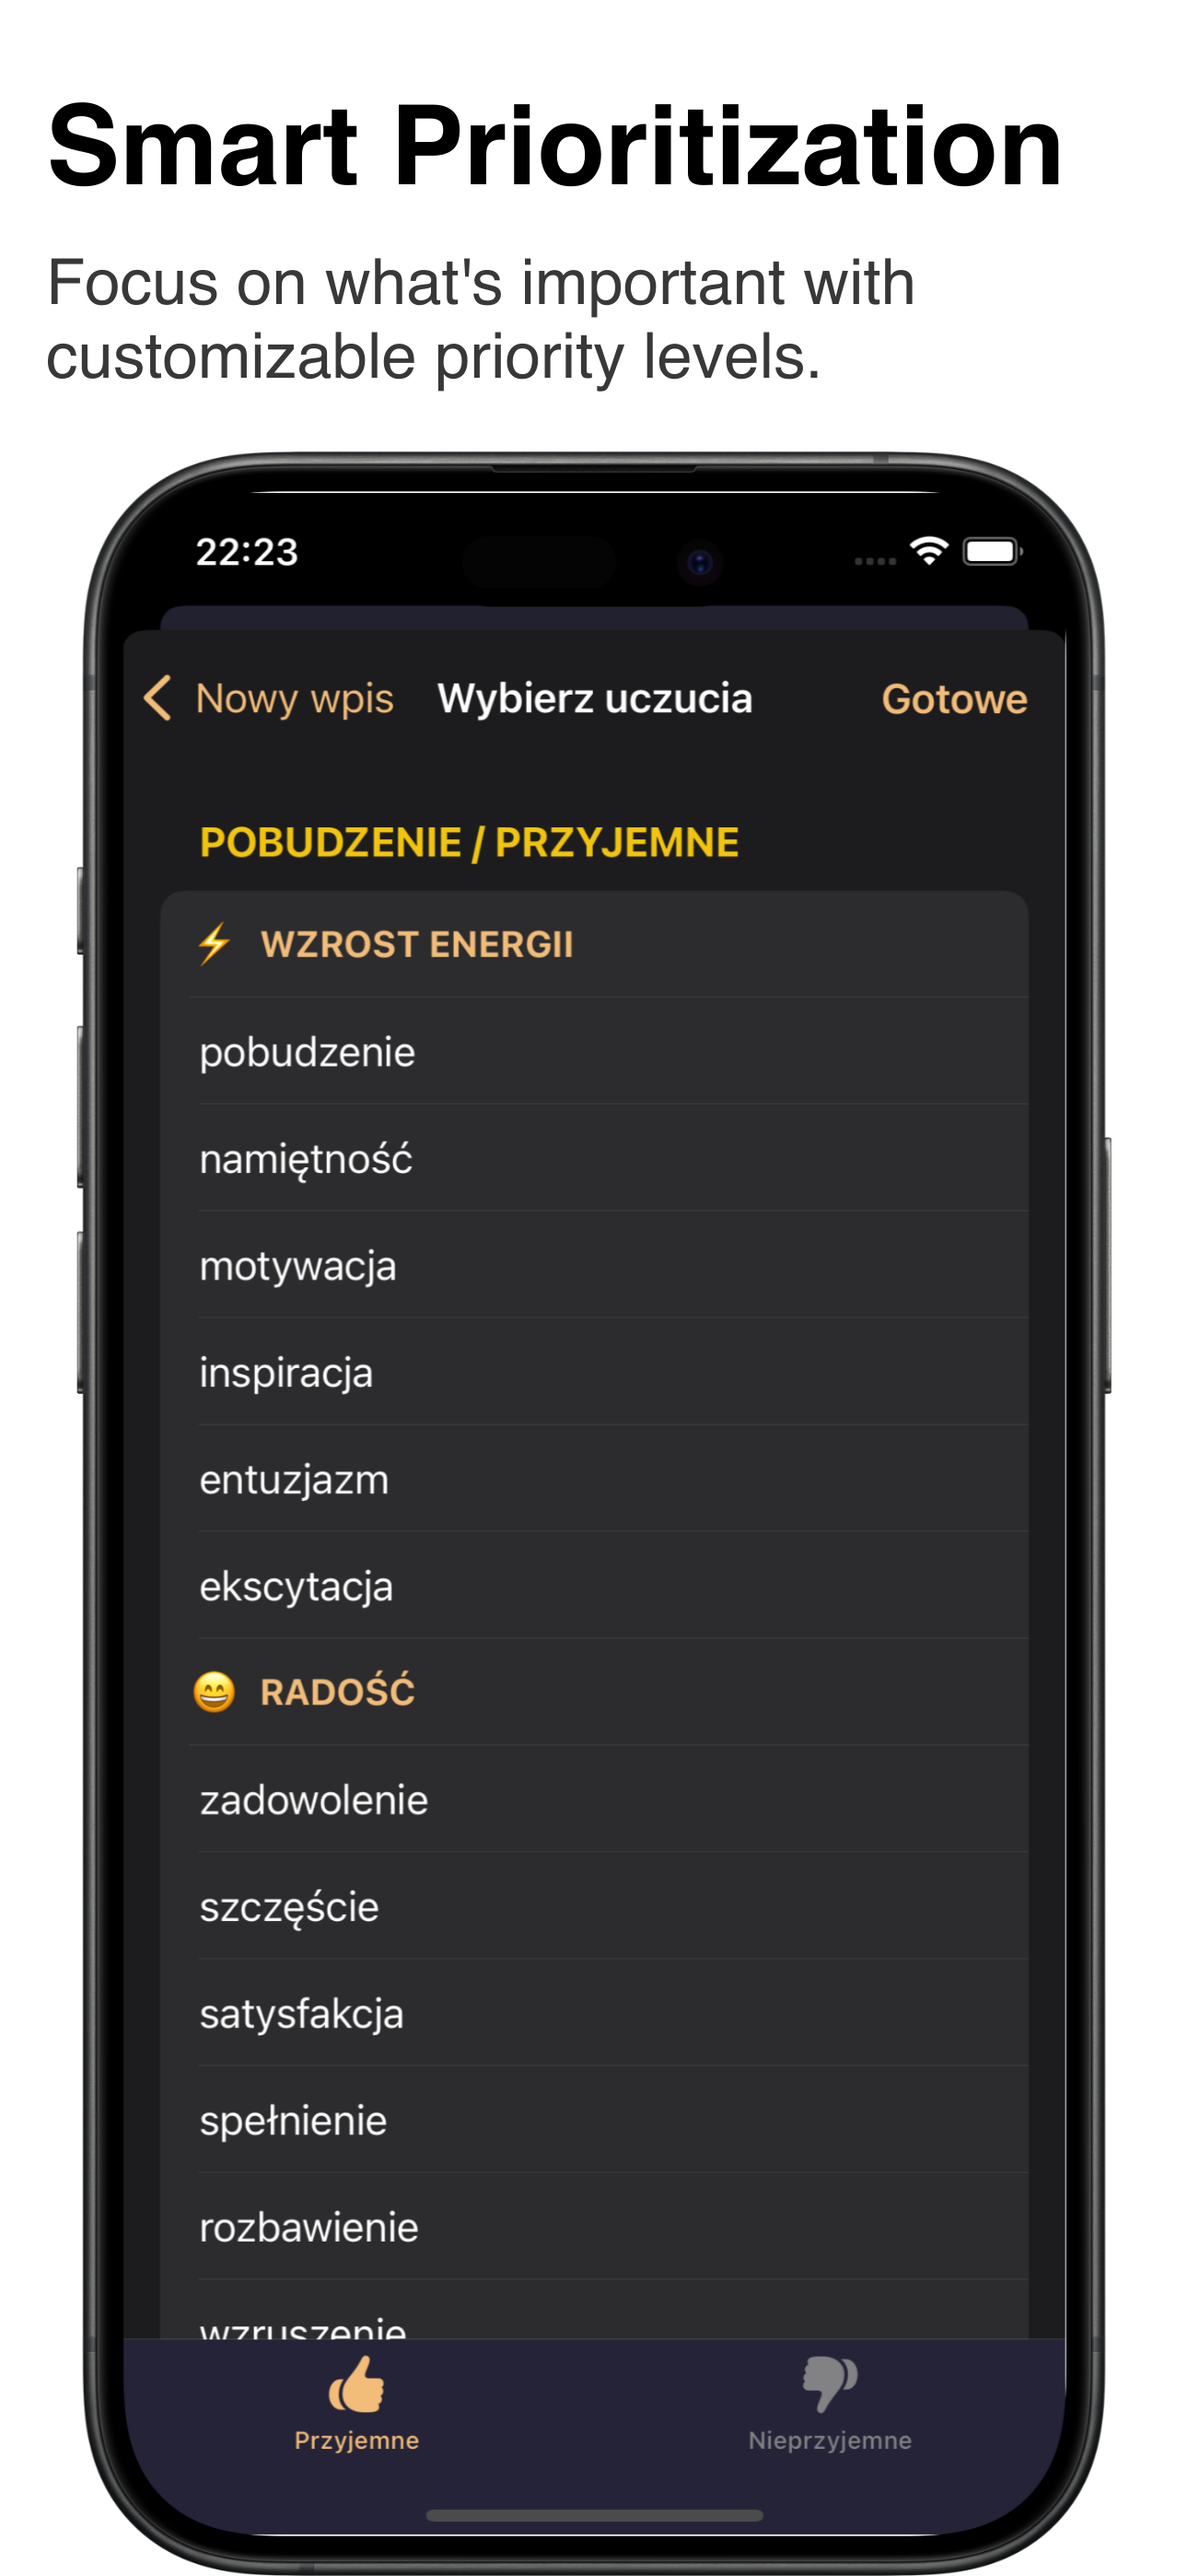 Smart Prioritization
Focus on what's important with
customizable priority levels.
22:23
Nowy wpis
Wybierz uczucia
Gotowe
POBUDZENIE / PRZYJEMNE
⚡ WZROST ENERGII
pobudzenie
namiętność
motywacja
inspiracja
entuzjazm
ekscytacja
😄 RADOŚĆ
zadowolenie
szczęście
satysfakcja
spełnienie
rozbawienie
wzruszenie
Przyjemne
Nieprzyjemne